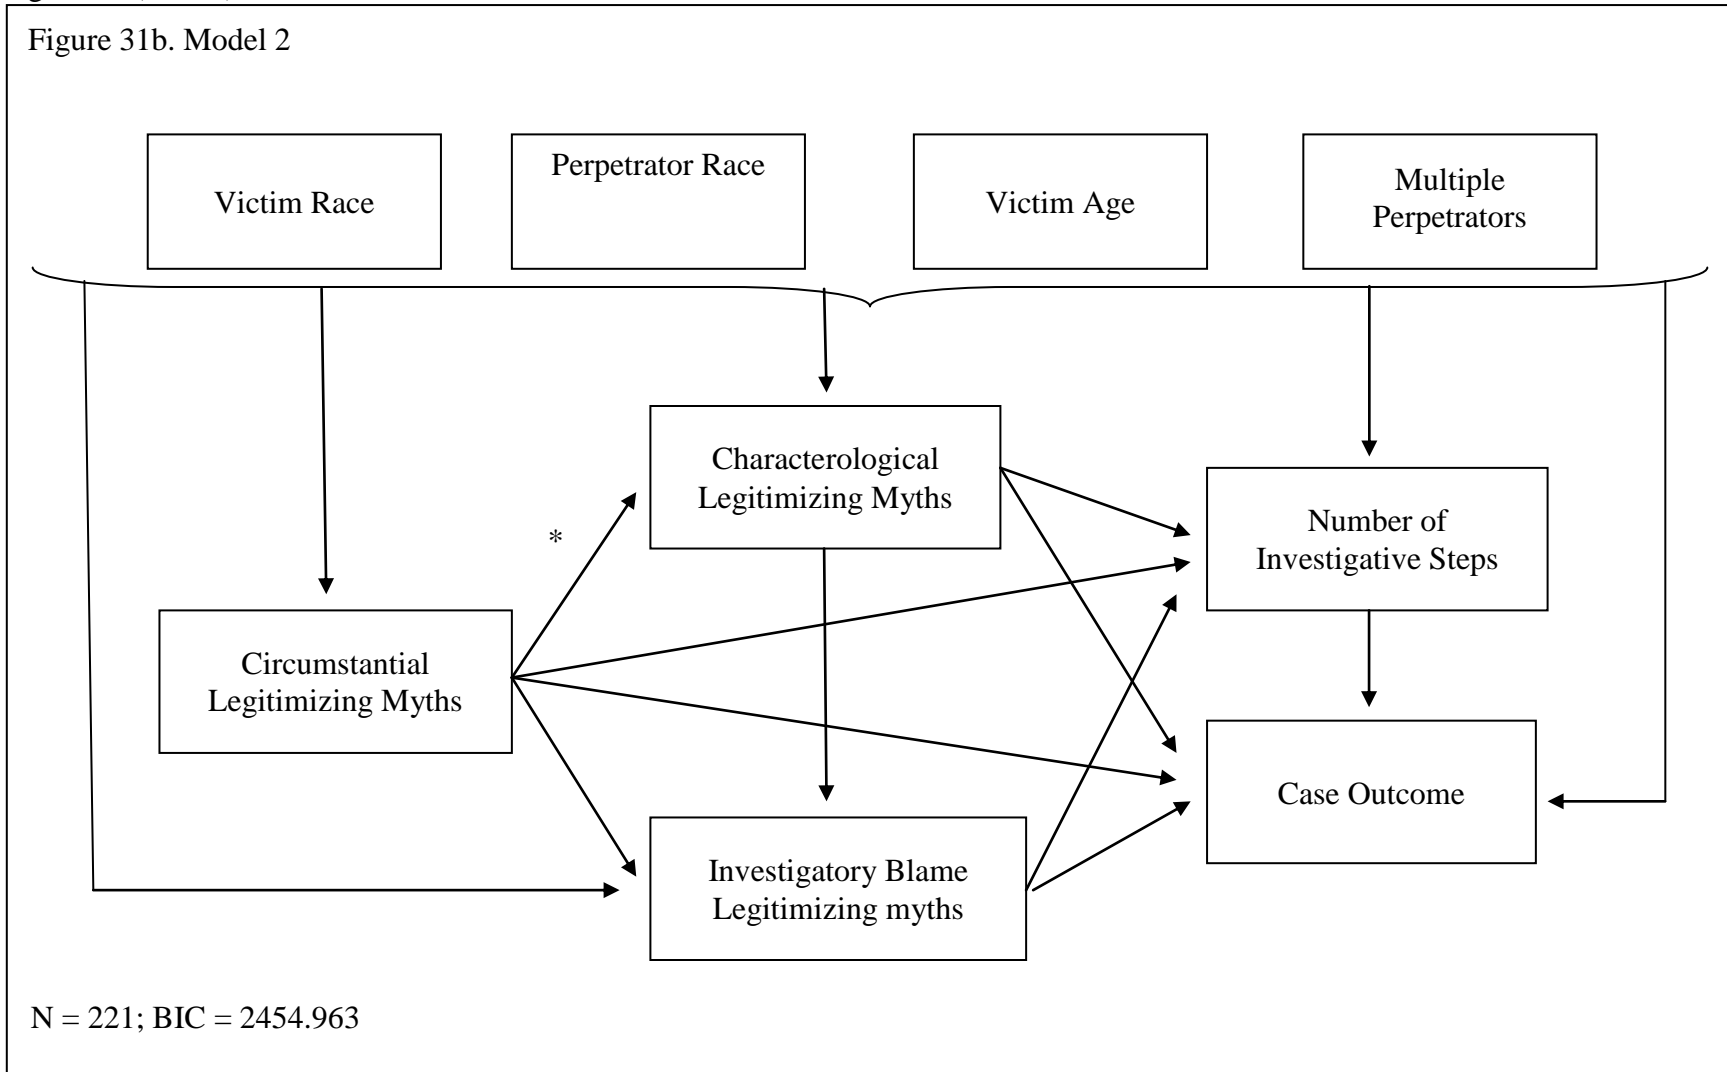 Figure 31b. Model 2
Victim Race
Perpetrator Race
Victim Age
Multiple
Perpetrators
Characterological
Legitimizing Myths
Number of
Investigative Steps
*
Circumstantial
Legitimizing Myths
Case Outcome
Investigatory Blame
Legitimizing myths
N = 221; BIC = 2454.963